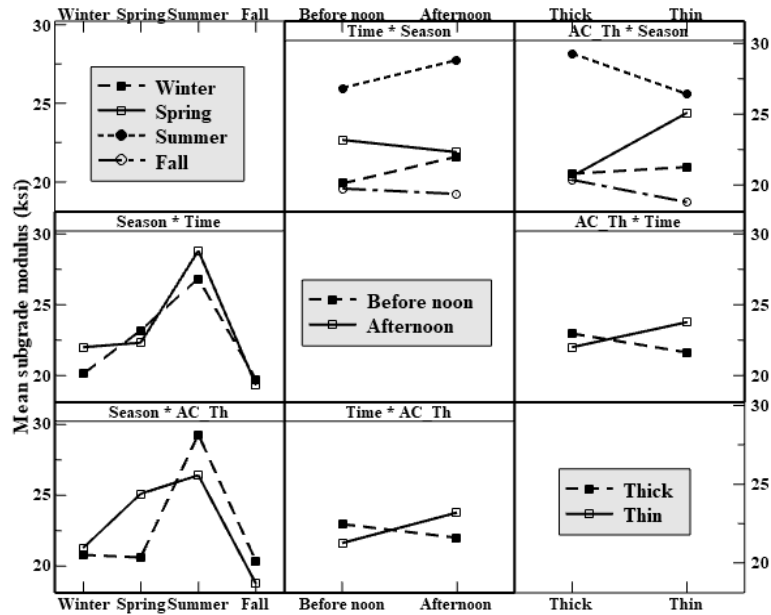 Winter Spring Summer Fall Before noon Afternoon Thick Thin
30 Time * Season AC_Th * Season 30
Winter
Spring
Summer
Fall
25 25
20 20
Mean subgrade modulus (ksi)
Season * Time AC_Th * Time
30 30
Before noon
Afternoon
25 25
20 20
Season * AC_Th Time * AC_Th
30 30
25 25
Thick
Thin
20 20
Winter Spring Summer Fall Before noon Afternoon Thick Thin